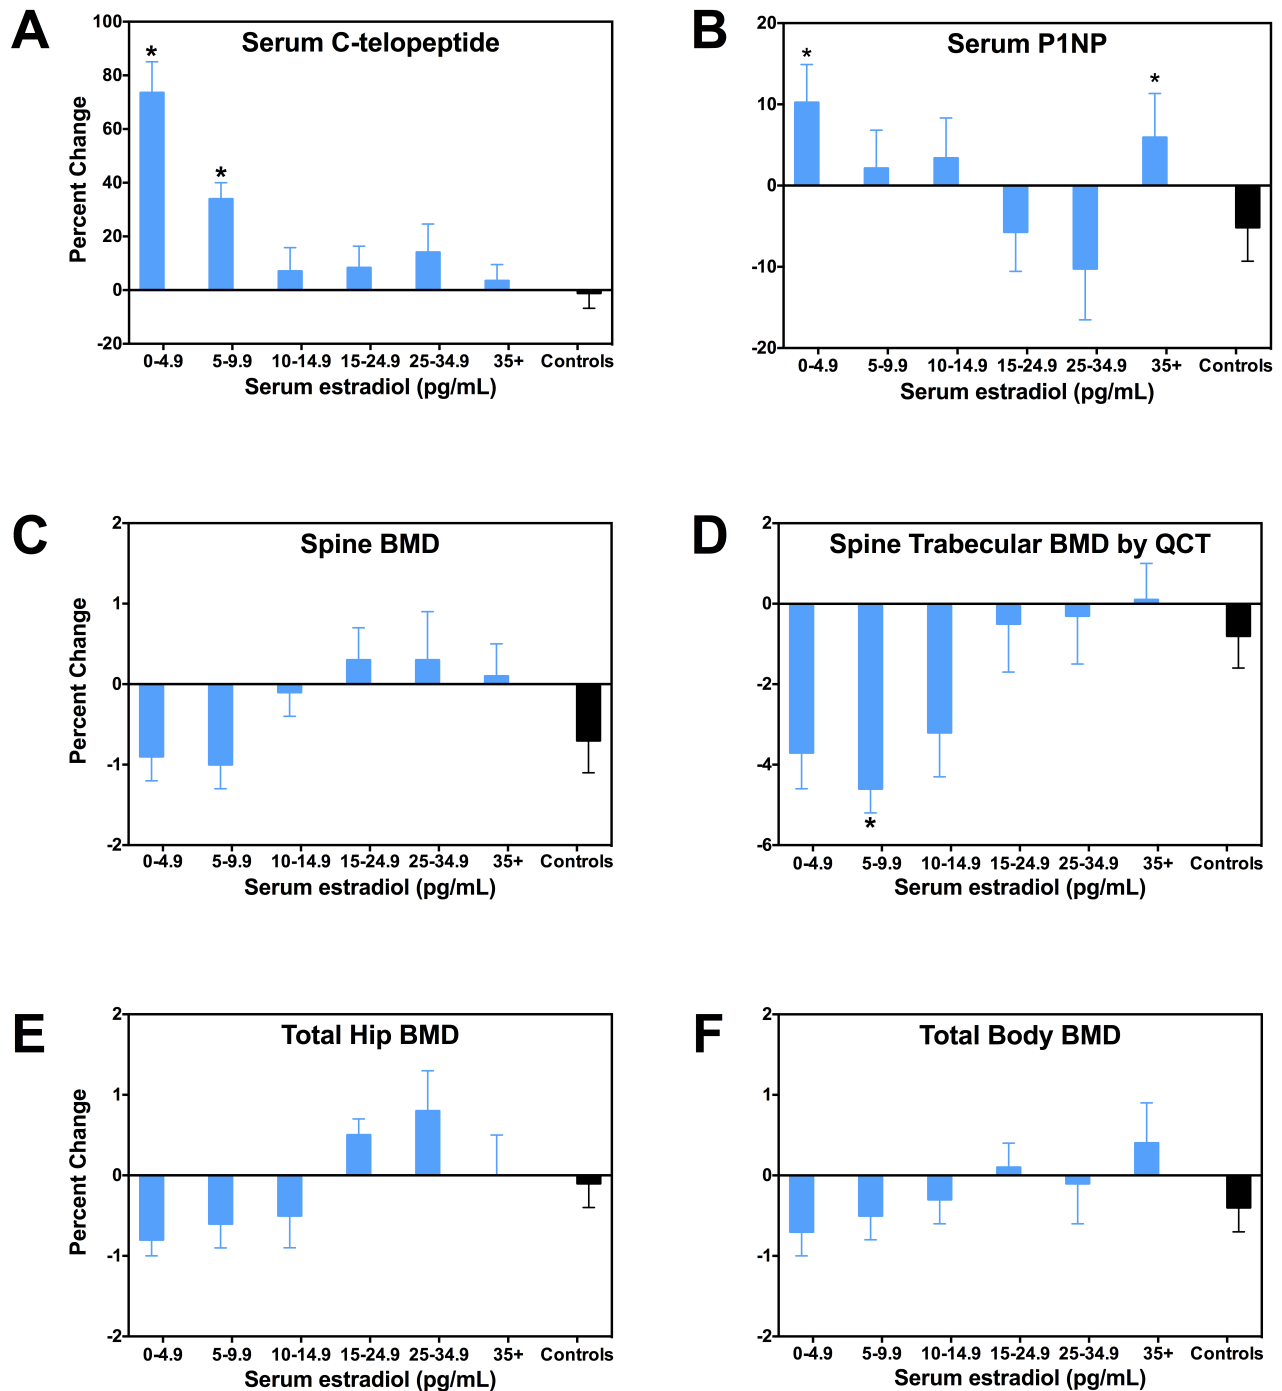 A
Serum C-telopeptide
Percent Change
100
80
60
40
20
0
-20
*
*
0-4.9 5-9.9 10-14.9 15-24.9 25-34.9 35+ Controls
Serum estradiol (pg/mL)
B
Serum P1NP
20
10
0
-10
-20
*
*
0-4.9 5-9.9 10-14.9 15-24.9 25-34.9 35+ Controls
Serum estradiol (pg/mL)
C
Spine BMD
Percent Change
2
1
0
-1
-2
0-4.9 5-9.9 10-14.9 15-24.9 25-34.9 35+ Controls
Serum estradiol (pg/mL)
D
Spine Trabecular BMD by QCT
2
0
-2
-4
-6
*
0-4.9 5-9.9 10-14.9 15-24.9 25-34.9 35+ Controls
Serum estradiol (pg/mL)
E
Total Hip BMD
Percent Change
2
1
0
-1
-2
0-4.9 5-9.9 10-14.9 15-24.9 25-34.9 35+ Controls
Serum estradiol (pg/mL)
F
Total Body BMD
2
1
0
-1
-2
0-4.9 5-9.9 10-14.9 15-24.9 25-34.9 35+ Controls
Serum estradiol (pg/mL)